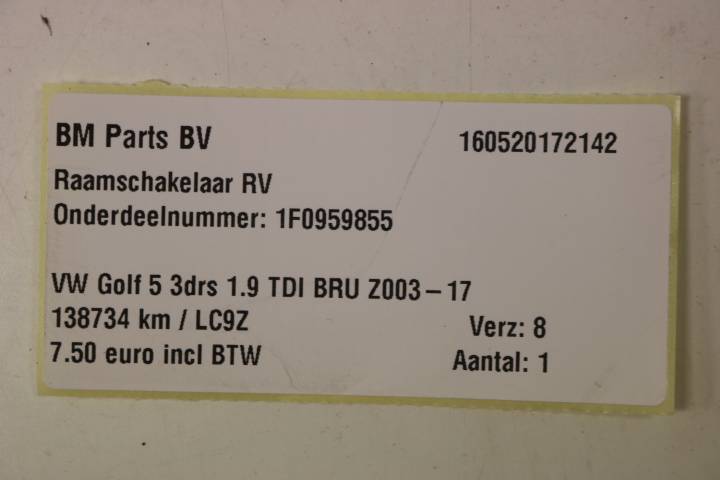 BM Parts BV 160520172142
Raamschakelaar RV
Onderdeelnummer: 1F0959855
VW Golf 5 3drs 1.9 TDI BRU Z003-17
138734 km / LC9Z Verz: 8
7.50 euro incl BTW Aantal: 1